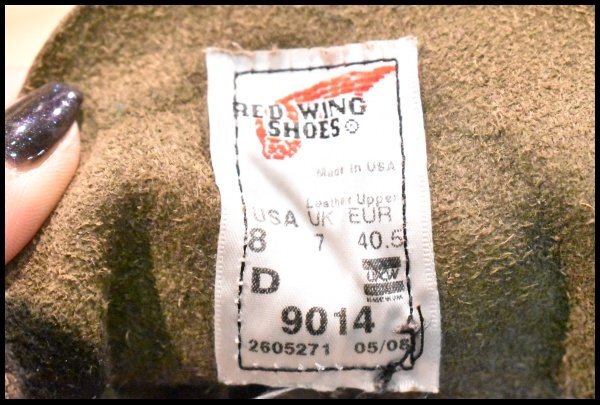 RED WING
SHOES®
Made in USA
Leather Upper
USA UK EUR
8 7 40.5
D
UFCW
9014
2605271 05/08